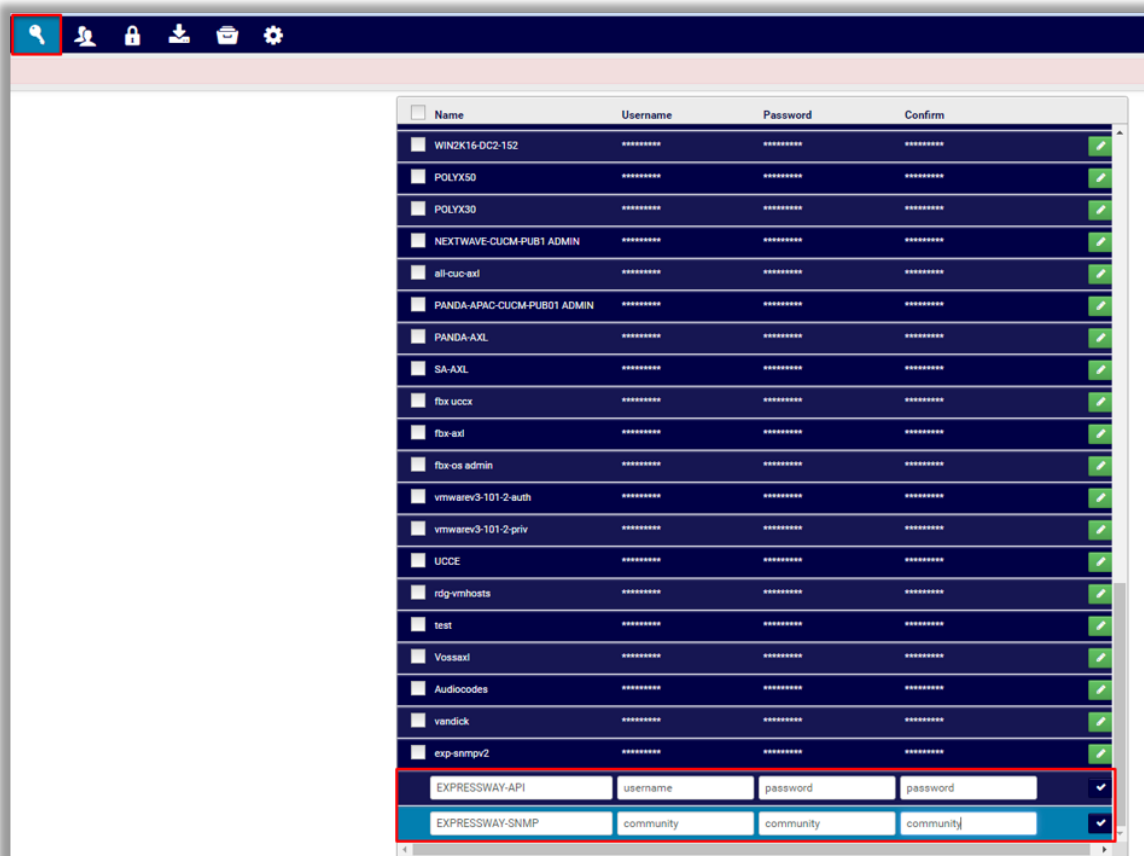 Name Username Password Confirm
WIN2K16-DC2-152 ********* ********* *********
POLYX50 ********* ********* *********
POLYX30 ********* ********* *********
NEXTWAVE-CUCM-PUB1 ADMIN ********* ********* *********
all-cuc-axl ********* ********* *********
PANDA-APAC-CUCM-PUB01 ADMIN ********* ********* *********
PANDA-AXL ********* ********* *********
SA-AXL ********* ********* *********
fbx uccx ********* ********* *********
fbx-axl ********* ********* *********
fbx-os admin ********* ********* *********
vmwarev3-101-2-auth ********* ********* *********
vmwarev3-101-2-priv ********* ********* *********
UCCE ********* ********* *********
rdg-vmhosts ********* ********* *********
test ********* ********* *********
Vossaxl ********* ********* *********
Audiocodes ********* ********* *********
vandick ********* ********* *********
exp-snmpv2 ********* ********* *********
EXPRESSWAY-API username password password
EXPRESSWAY-SNMP community community community